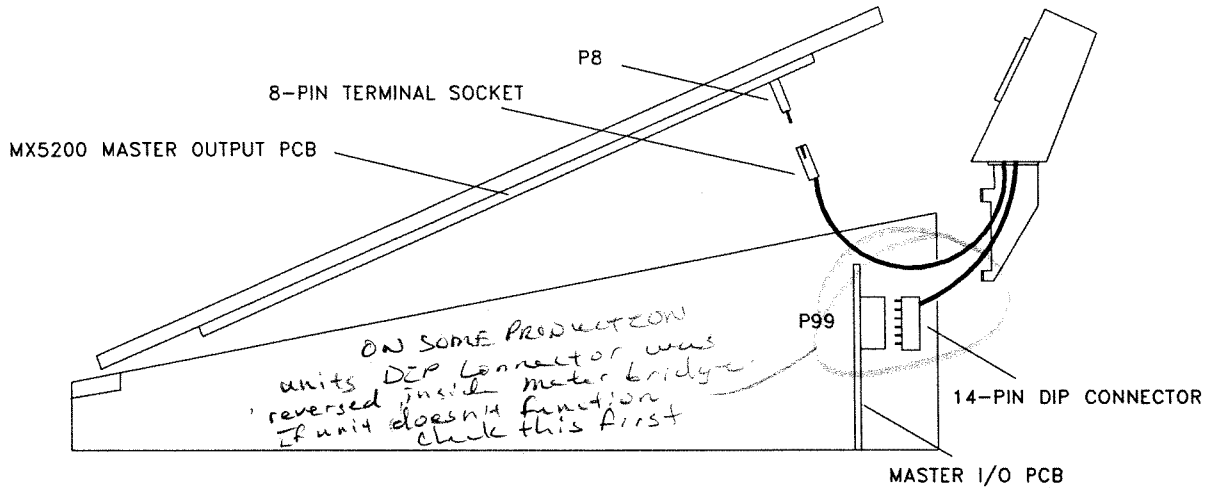 P8
8-PIN TERMINAL SOCKET
MX5200 MASTER OUTPUT PCB
P99
ON SOME PRODUCTION
units DIP Connector was
reversed inside meter bridge
If unit doesn't function
check this first
14-PIN DIP CONNECTOR
MASTER I/O PCB